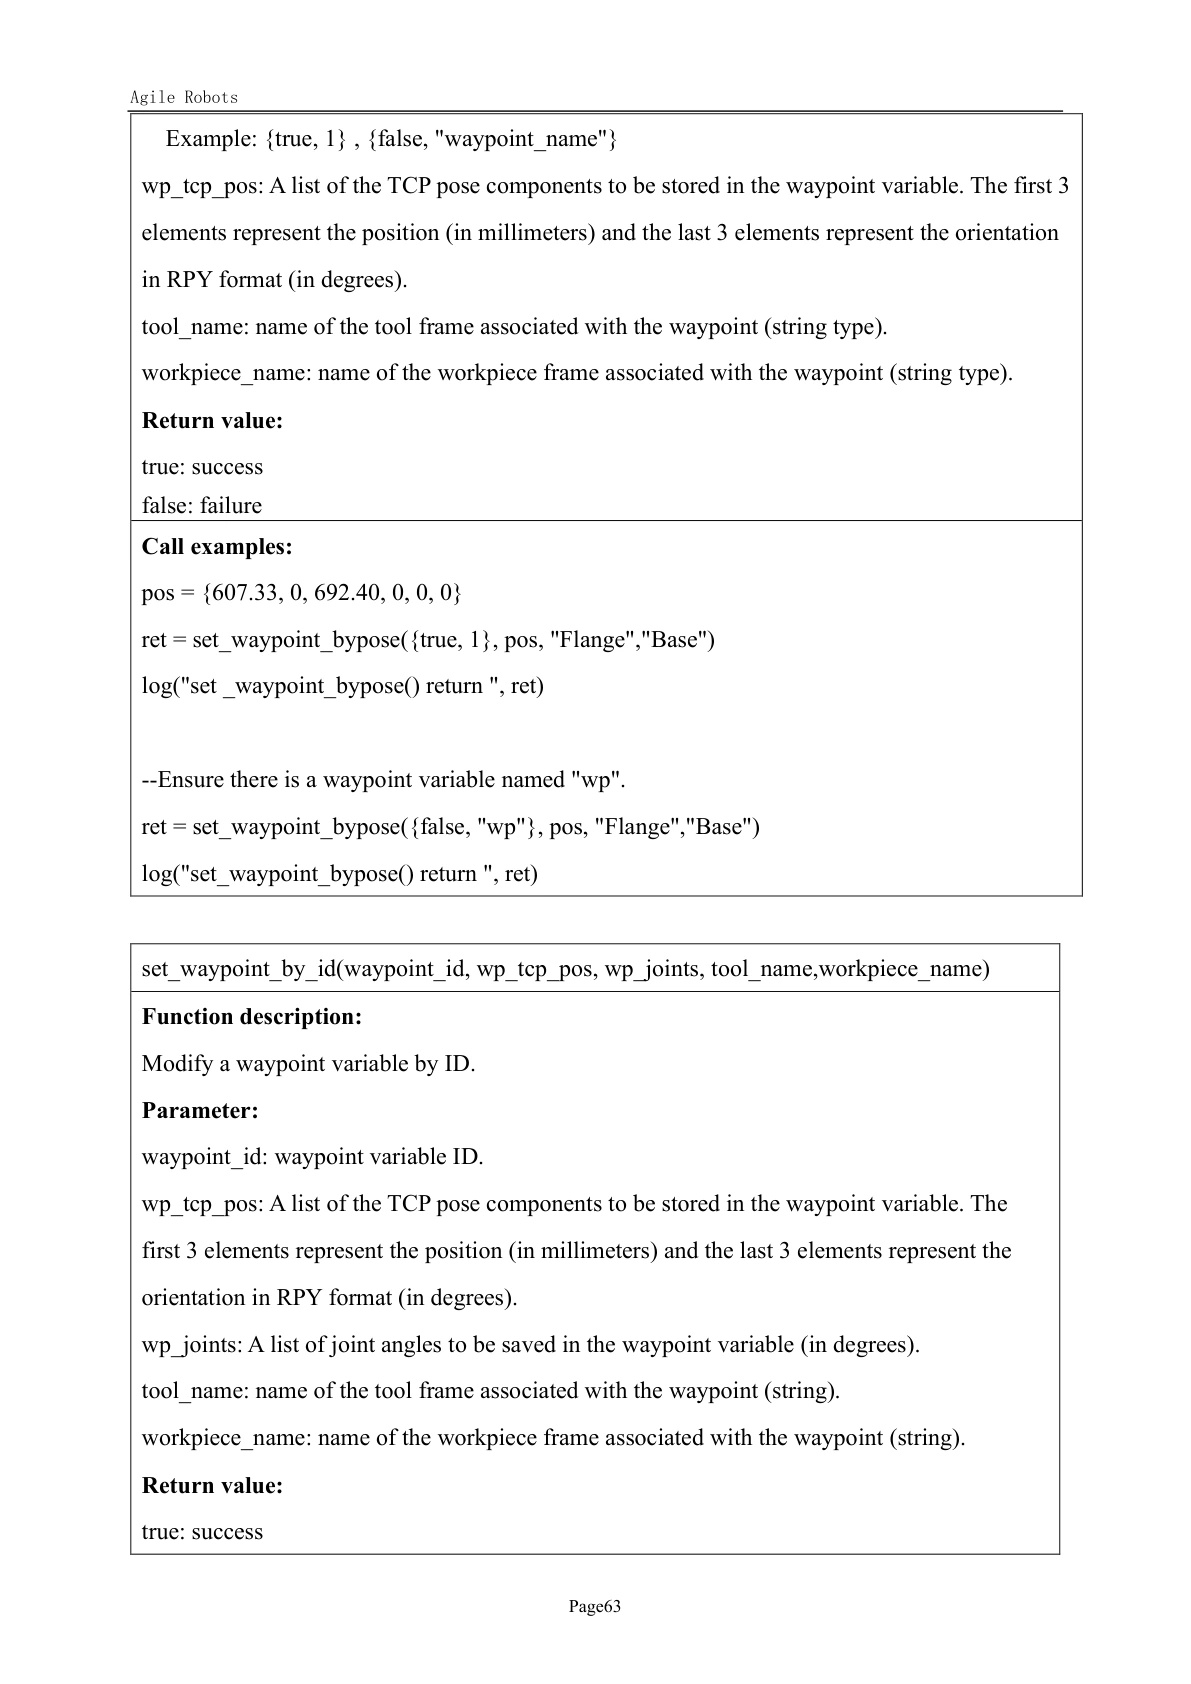 Agile Robots
Example: {true, 1} , {false, "waypoint_name"}
wp_tcp_pos: A list of the TCP pose components to be stored in the waypoint variable. The first 3
elements represent the position (in millimeters) and the last 3 elements represent the orientation
in RPY format (in degrees).
tool_name: name of the tool frame associated with the waypoint (string type).
workpiece_name: name of the workpiece frame associated with the waypoint (string type).
Return value:
true: success
false: failure
Call examples:
pos = {607.33, 0, 692.40, 0, 0, 0}
ret = set_waypoint_bypose({true, 1}, pos, "Flange","Base")
log("set _waypoint_bypose() return ", ret)
--Ensure there is a waypoint variable named "wp".
ret = set_waypoint_bypose({false, "wp"}, pos, "Flange","Base")
log("set_waypoint_bypose() return ", ret)
set_waypoint_by_id(waypoint_id, wp_tcp_pos, wp_joints, tool_name,workpiece_name)
Function description:
Modify a waypoint variable by ID.
Parameter:
waypoint_id: waypoint variable ID.
wp_tcp_pos: A list of the TCP pose components to be stored in the waypoint variable. The
first 3 elements represent the position (in millimeters) and the last 3 elements represent the
orientation in RPY format (in degrees).
wp_joints: A list of joint angles to be saved in the waypoint variable (in degrees).
tool_name: name of the tool frame associated with the waypoint (string).
workpiece_name: name of the workpiece frame associated with the waypoint (string).
Return value:
true: success
Page63